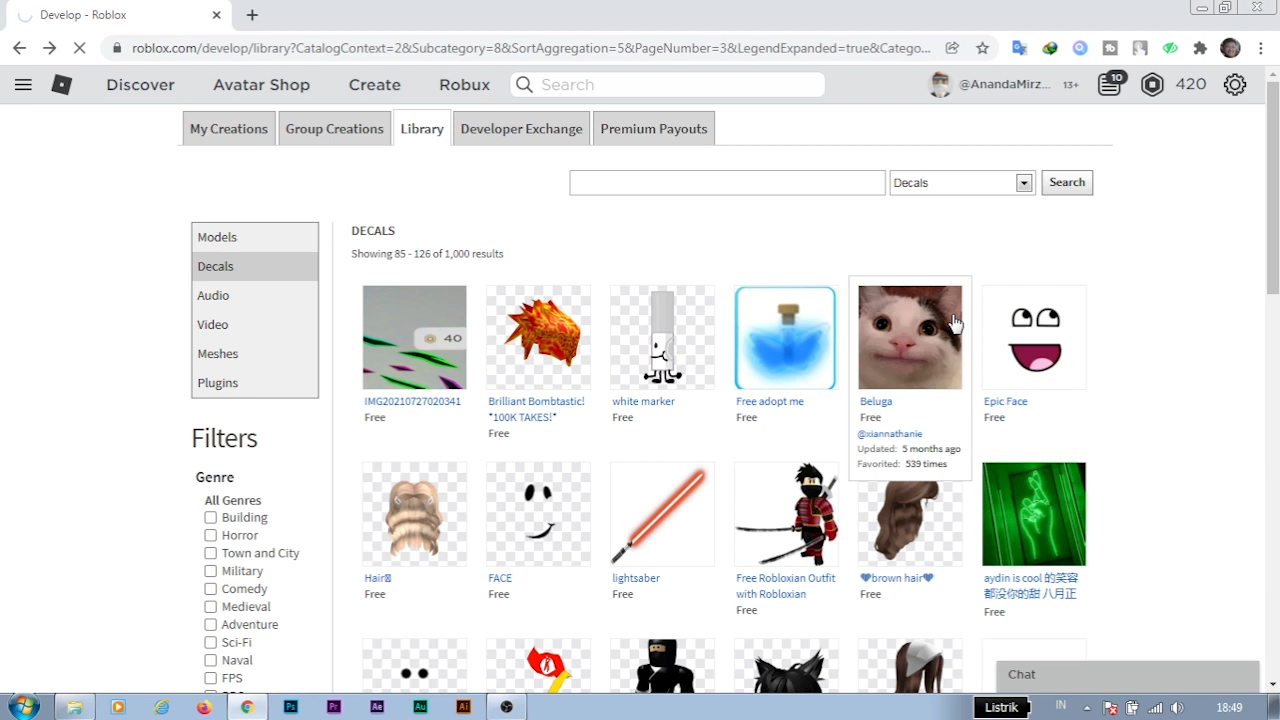 Develop - Roblox
roblox.com/develop/library?CatalogContext=2&Subcategory=8&SortAggregation=5&PageNumber=3&LegendExpanded=true&Catego...
Discover
Avatar Shop
Create
Robux
Search
@AnandaMirz...
13+
10
420
My Creations
Group Creations
Library
Developer Exchange
Premium Payouts
Decals
Search
Models
Decals
Audio
Video
Meshes
Plugins
DECALS
Showing 85 - 126 of 1,000 results
40
IMG20210727020341
Free
Brilliant Bombtastic!
*100K TAKES!*
Free
white marker
Free
Free adopt me
Free
Beluga
Free
@xiannathanie
Updated: 5 months ago
Favorited: 539 times
Epic Face
Free
Filters
Genre
All Genres
Building
Horror
Town and City
Military
Comedy
Medieval
Adventure
Sci-Fi
Naval
FPS
Hair
Free
FACE
Free
lightsaber
Free
Free Robloxian Outfit
with Robloxian
Free
brown hair
Free
aydin is cool 的笑容
都没你的甜 八月正
Free
Chat
Ps
Pr
Ae
Au
Ai
Listrik
IN
18:49